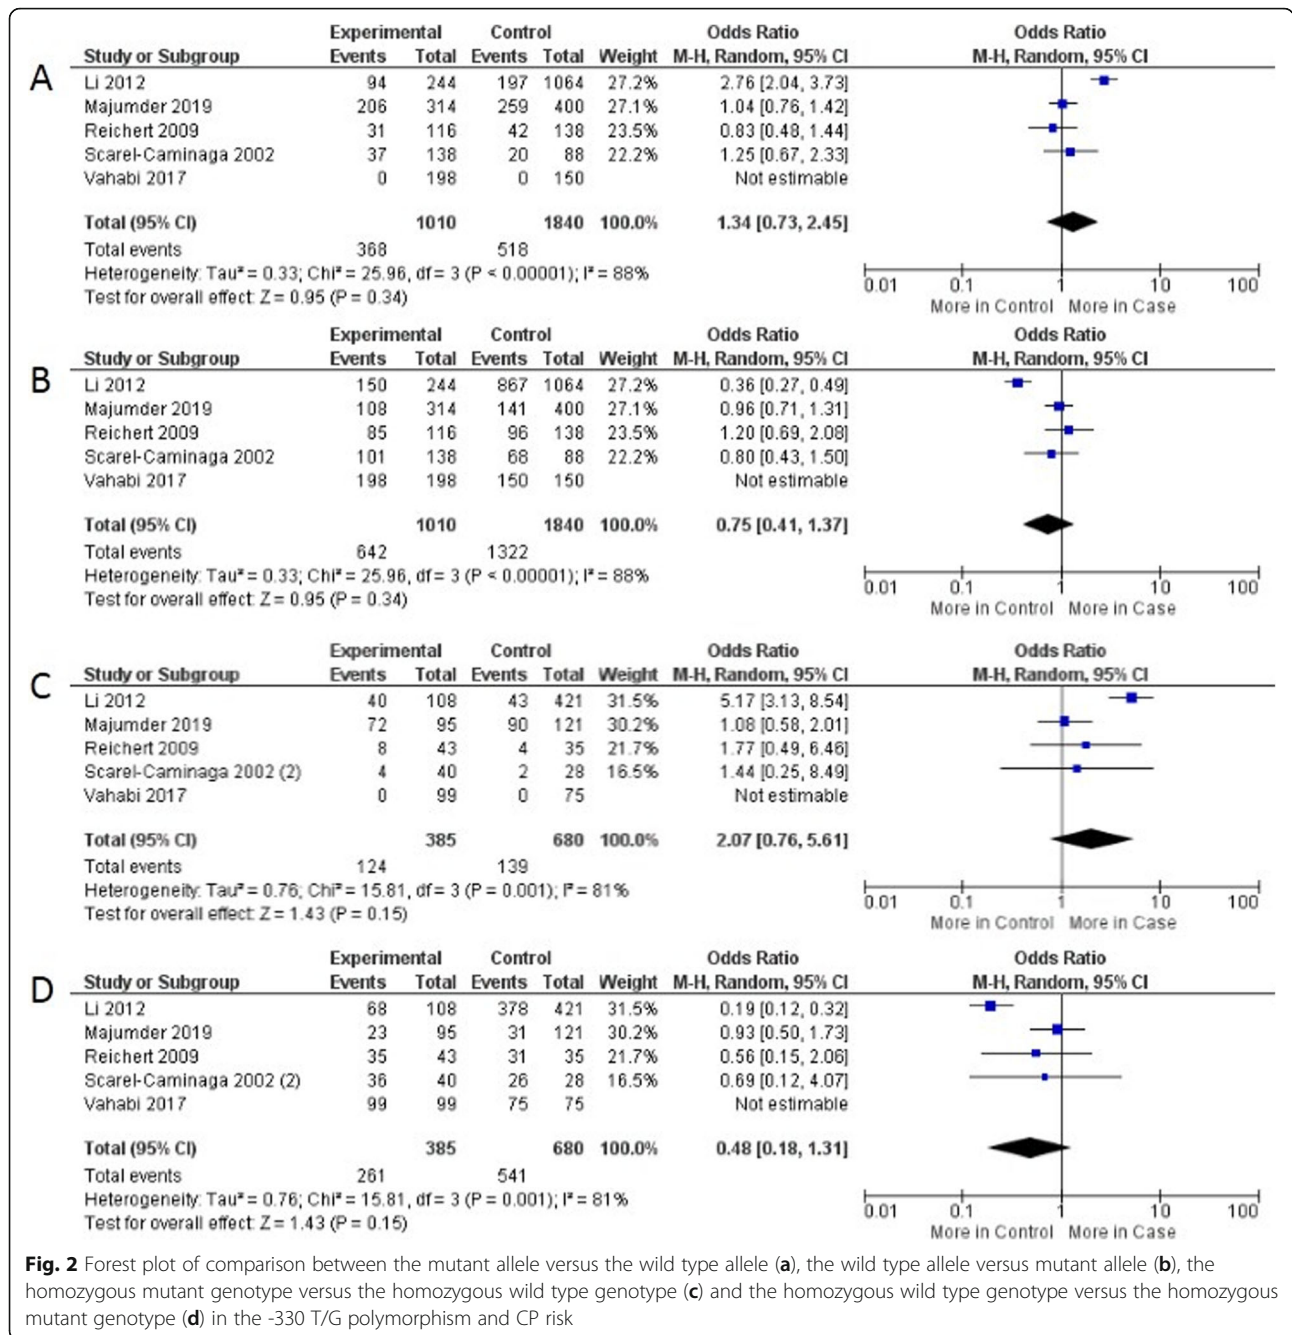 Experimental Control Odds Ratio Odds Ratio
A Study or Subgroup Events Total Events Total Weight M-H, Random, 95% CI M-H, Random, 95% CI
Li 2012 94 244 197 1064 27.2% 2.76 [2.04, 3.73]
Majumder 2019 206 314 259 400 27.1% 1.04 [0.76, 1.42]
Reichert 2009 31 116 42 138 23.5% 0.83 [0.48, 1.44]
Scarel-Caminaga 2002 37 138 20 88 22.2% 1.25 [0.67, 2.33]
Vahabi 2017 0 198 0 150 Not estimable
Total (95% CI) 1010 1840 100.0% 1.34 [0.73, 2.45]
Total events 368 518
Heterogeneity: Tau² = 0.33; Chi² = 25.96, df = 3 (P < 0.00001); I² = 88%
Test for overall effect: Z = 0.95 (P = 0.34)
0.01 0.1 1 10 100
More in Control More in Case
Experimental Control Odds Ratio Odds Ratio
B Study or Subgroup Events Total Events Total Weight M-H, Random, 95% CI M-H, Random, 95% CI
Li 2012 150 244 867 1064 27.2% 0.36 [0.27, 0.49]
Majumder 2019 108 314 141 400 27.1% 0.96 [0.71, 1.31]
Reichert 2009 85 116 96 138 23.5% 1.20 [0.69, 2.08]
Scarel-Caminaga 2002 101 138 68 88 22.2% 0.80 [0.43, 1.50]
Vahabi 2017 198 198 150 150 Not estimable
Total (95% CI) 1010 1840 100.0% 0.75 [0.41, 1.37]
Total events 642 1322
Heterogeneity: Tau² = 0.33; Chi² = 25.96, df = 3 (P < 0.00001); I² = 88%
Test for overall effect: Z = 0.95 (P = 0.34)
0.01 0.1 1 10 100
More in Control More in Case
Experimental Control Odds Ratio Odds Ratio
C Study or Subgroup Events Total Events Total Weight M-H, Random, 95% CI M-H, Random, 95% CI
Li 2012 40 108 43 421 31.5% 5.17 [3.13, 8.54]
Majumder 2019 72 95 90 121 30.2% 1.08 [0.58, 2.01]
Reichert 2009 8 43 4 35 21.7% 1.77 [0.49, 6.46]
Scarel-Caminaga 2002 (2) 4 40 2 28 16.5% 1.44 [0.25, 8.49]
Vahabi 2017 0 99 0 75 Not estimable
Total (95% CI) 385 680 100.0% 2.07 [0.76, 5.61]
Total events 124 139
Heterogeneity: Tau² = 0.76; Chi² = 15.81, df = 3 (P = 0.001); I² = 81%
Test for overall effect: Z = 1.43 (P = 0.15)
0.01 0.1 1 10 100
More in Control More in Case
Experimental Control Odds Ratio Odds Ratio
D Study or Subgroup Events Total Events Total Weight M-H, Random, 95% CI M-H, Random, 95% CI
Li 2012 68 108 378 421 31.5% 0.19 [0.12, 0.32]
Majumder 2019 23 95 31 121 30.2% 0.93 [0.50, 1.73]
Reichert 2009 35 43 31 35 21.7% 0.56 [0.15, 2.06]
Scarel-Caminaga 2002 (2) 36 40 26 28 16.5% 0.69 [0.12, 4.07]
Vahabi 2017 99 99 75 75 Not estimable
Total (95% CI) 385 680 100.0% 0.48 [0.18, 1.31]
Total events 261 541
Heterogeneity: Tau² = 0.76; Chi² = 15.81, df = 3 (P = 0.001); I² = 81%
Test for overall effect: Z = 1.43 (P = 0.15)
0.01 0.1 1 10 100
More in Control More in Case
Fig. 2 Forest plot of comparison between the mutant allele versus the wild type allele (a), the wild type allele versus mutant allele (b), the
homozygous mutant genotype versus the homozygous wild type genotype (c) and the homozygous wild type genotype versus the homozygous
mutant genotype (d) in the -330 T/G polymorphism and CP risk